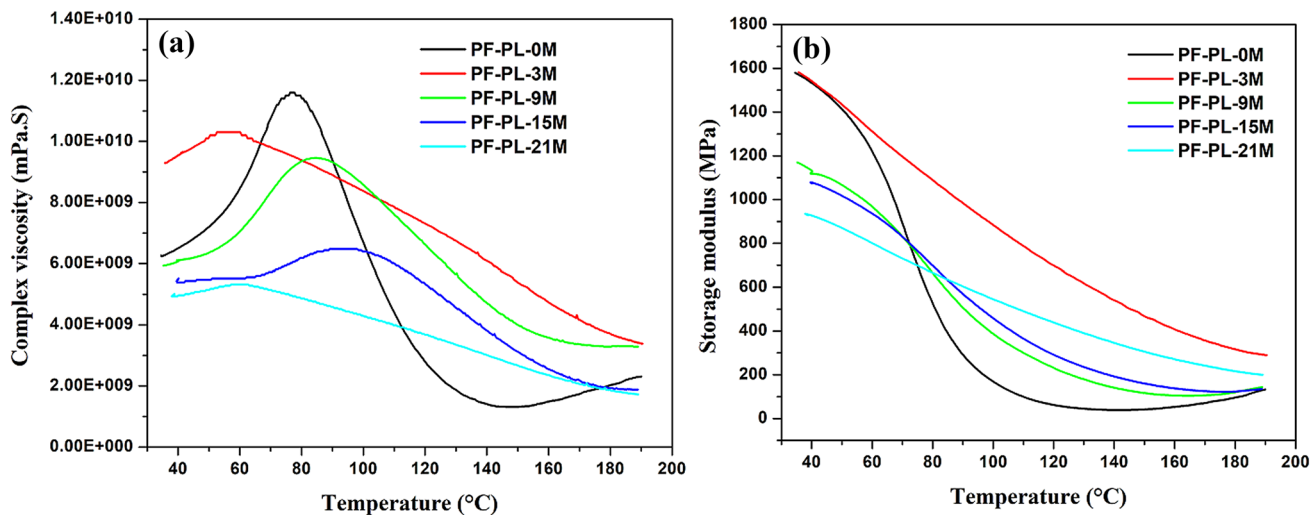 (a)
PF-PL-0M
PF-PL-3M
PF-PL-9M
PF-PL-15M
PF-PL-21M
Complex viscosity (mPa.S)
1.40E+010
1.20E+010
1.00E+010
8.00E+009
6.00E+009
4.00E+009
2.00E+009
0.00E+000
40 60 80 100 120 140 160 180 200
Temperature (°C)
(b)
PF-PL-0M
PF-PL-3M
PF-PL-9M
PF-PL-15M
PF-PL-21M
Storage modulus (MPa)
1800
1600
1400
1200
1000
800
600
400
200
0
40 60 80 100 120 140 160 180 200
Temperature (°C)